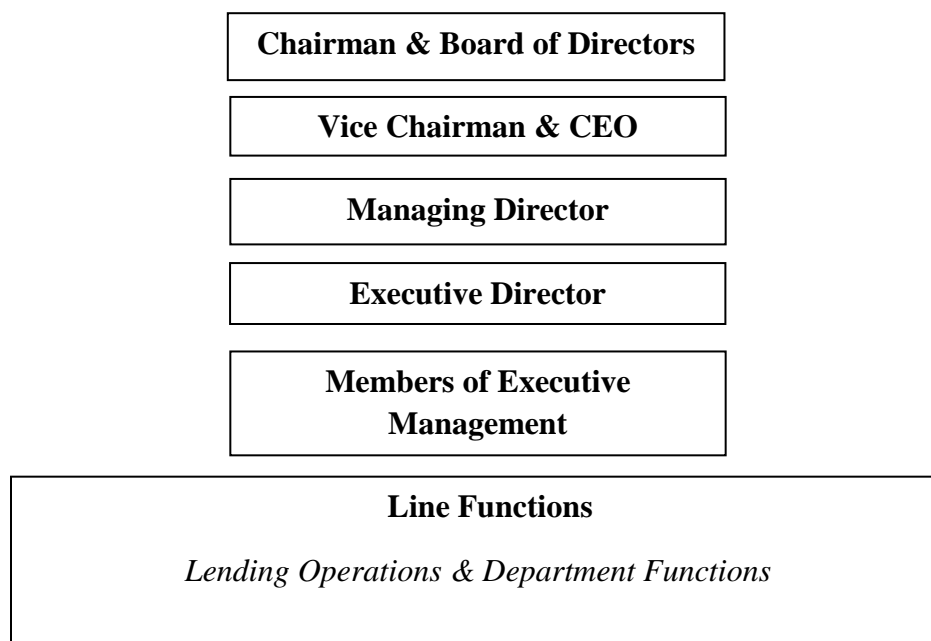 Chairman & Board of Directors
Vice Chairman & CEO
Managing Director
Executive Director
Members of Executive
Management
Line Functions
Lending Operations & Department Functions